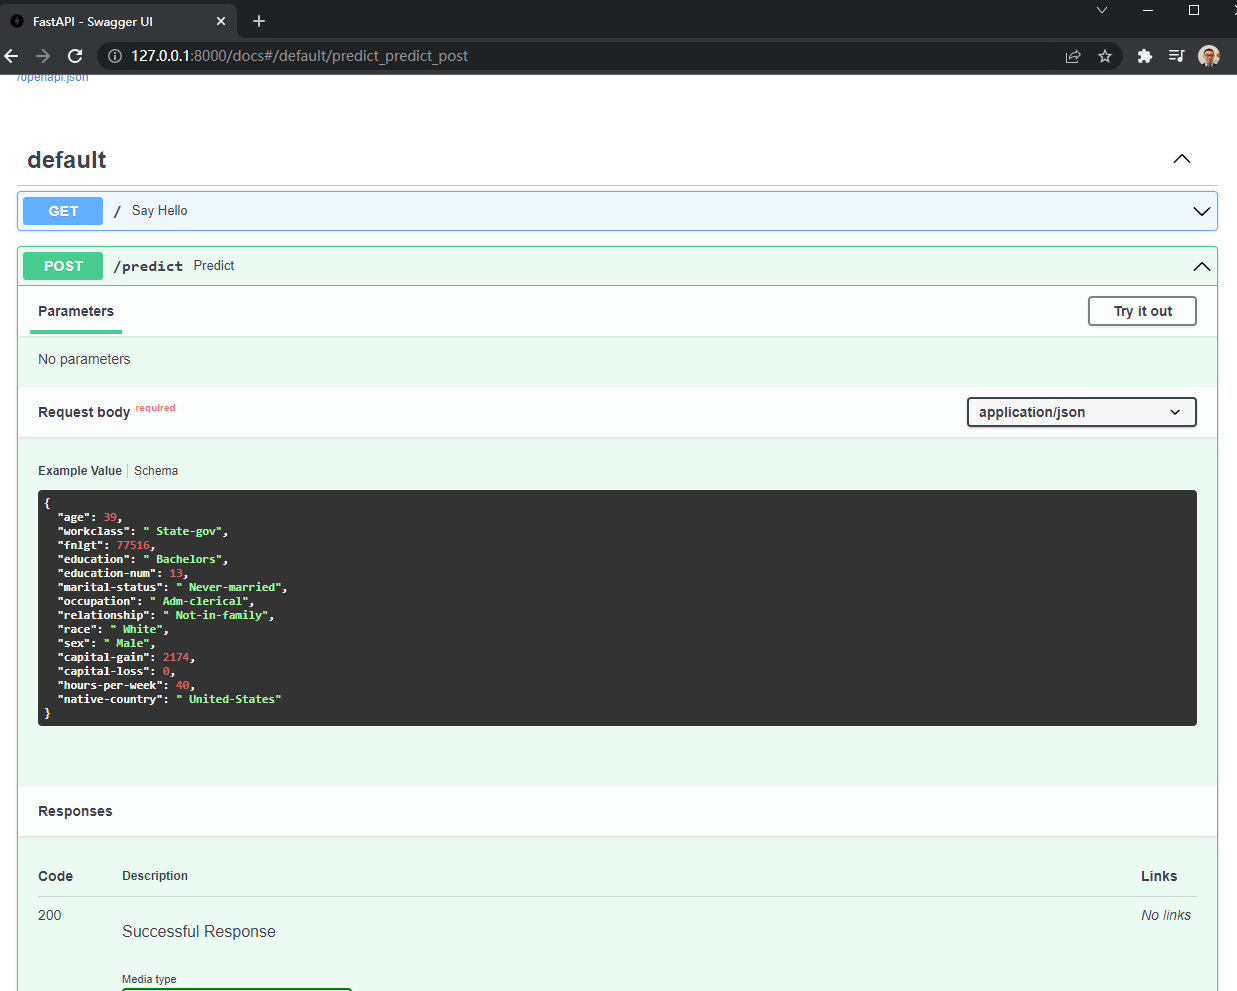 FastAPI - Swagger UI
127.0.0.1:8000/docs#/default/predict_predict_post
/openapi.json
default
GET / Say Hello
POST /predict Predict
Parameters
Try it out
No parameters
Request body required
application/json
Example Value Schema
{
"age": 39,
"workclass": " State-gov",
"fnlgt": 77516,
"education": " Bachelors",
"education-num": 13,
"marital-status": " Never-married",
"occupation": " Adm-clerical",
"relationship": " Not-in-family",
"race": " White",
"sex": " Male",
"capital-gain": 2174,
"capital-loss": 0,
"hours-per-week": 40,
"native-country": " United-States"
}
Responses
Code Description Links
200 Successful Response No links
Media type